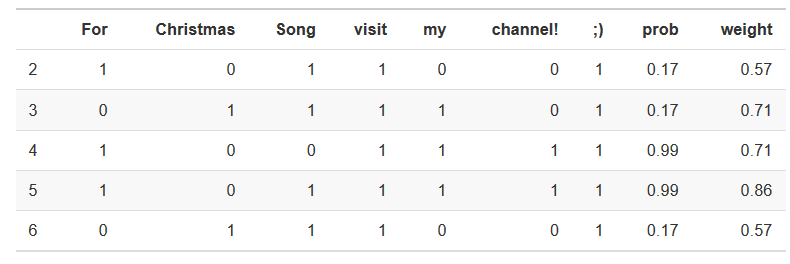 For Christmas Song visit my channel! ;) prob weight
2 1 0 1 1 0 0 1 0.17 0.57
3 0 1 1 1 1 0 1 0.17 0.71
4 1 0 0 1 1 1 1 0.99 0.71
5 1 0 1 1 1 1 1 0.99 0.86
6 0 1 1 1 0 0 1 0.17 0.57